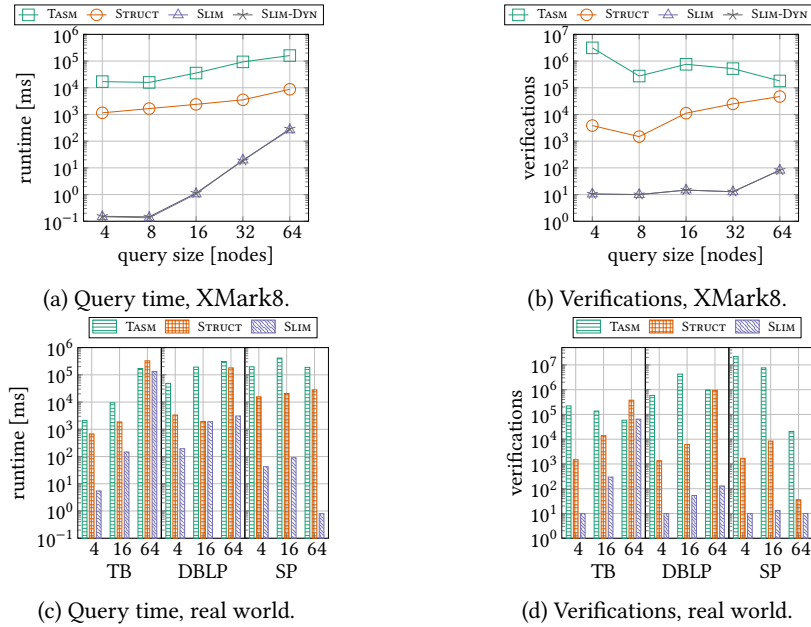 TASM STRUCT SLIM SLIM-DYN
10^6
10^5
10^4
10^3
10^2
10^1
10^0
10^-1
runtime [ms]
4 8 16 32 64
query size [nodes]
(a) Query time, XMark8.
TASM STRUCT SLIM SLIM-DYN
10^7
10^6
10^5
10^4
10^3
10^2
10^1
10^0
verifications
4 8 16 32 64
query size [nodes]
(b) Verifications, XMark8.
TASM STRUCT SLIM
10^6
10^5
10^4
10^3
10^2
10^1
10^0
10^-1
runtime [ms]
4 16 64 4 16 64 4 16 64
TB DBLP SP
(c) Query time, real world.
TASM STRUCT SLIM
10^7
10^6
10^5
10^4
10^3
10^2
10^1
10^0
verifications
4 16 64 4 16 64 4 16 64
TB DBLP SP
(d) Verifications, real world.